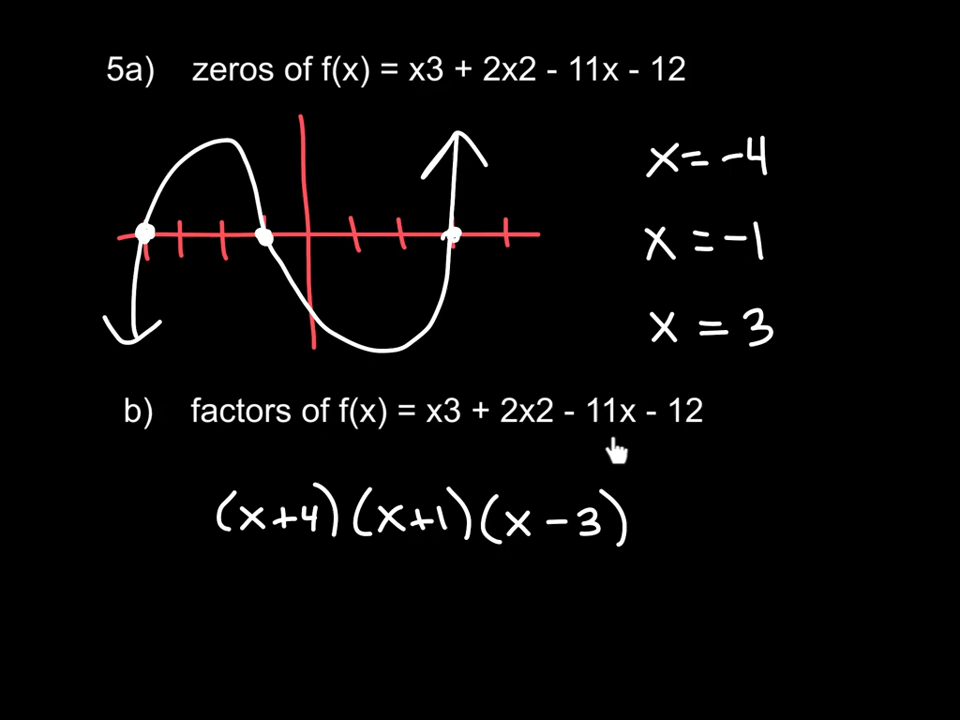 5a) zeros of f(x) = x3 + 2x2 - 11x - 12
x = -4
x = -1
x = 3
b) factors of f(x) = x3 + 2x2 - 11x - 12
(x+4)(x+1)(x-3)